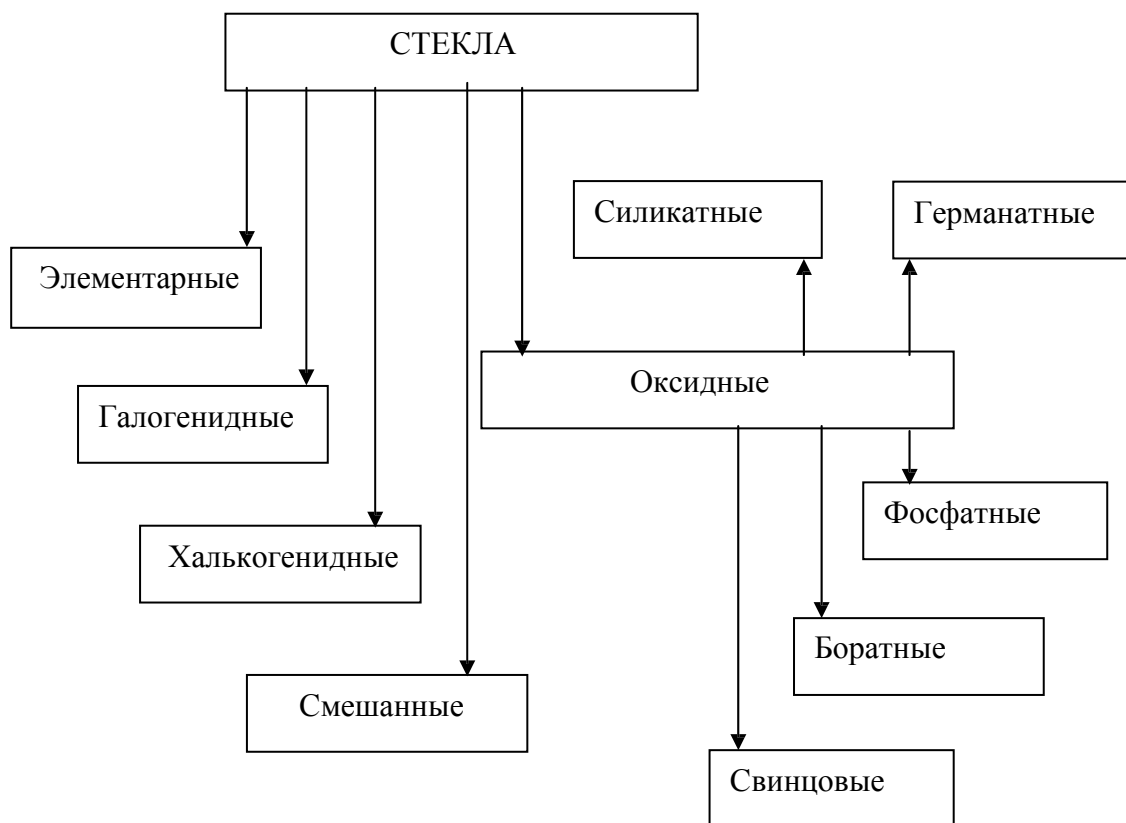 СТЕКЛА
Силикатные
Германатные
Элементарные
Оксидные
Галогенидные
Фосфатные
Халькогенидные
Боратные
Смешанные
Свинцовые